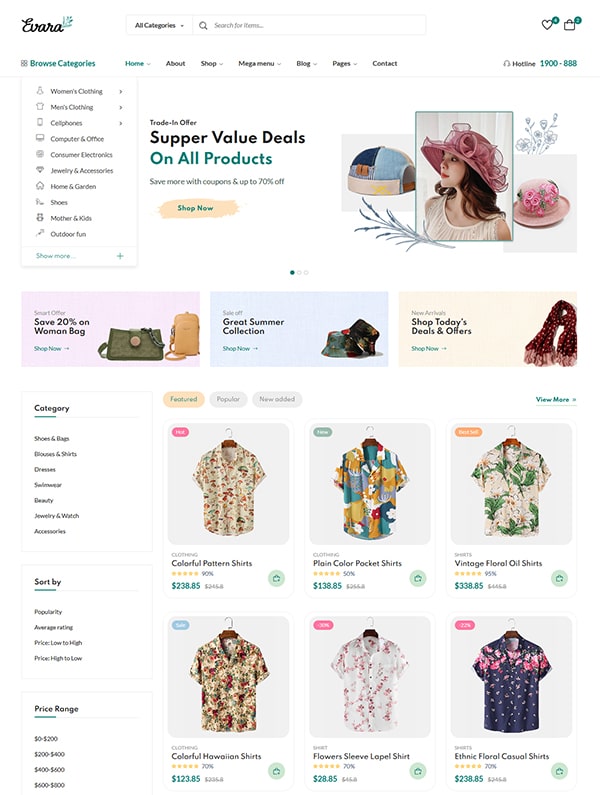 Evara
All Categories
Search for items...
4
2
Browse Categories
Home
About
Shop
Mega menu
Blog
Pages
Contact
Hotline 1900 - 888
Women's Clothing
Men's Clothing
Cellphones
Computer & Office
Consumer Electronics
Jewelry & Accessories
Home & Garden
Shoes
Mother & Kids
Outdoor fun
Show more...
Trade-In Offer
Supper Value Deals
On All Products
Save more with coupons & up to 70% off
Shop Now
Smart Offer
Save 20% on
Woman Bag
Shop Now →
Sale off
Great Summer
Collection
Shop Now →
New Arrivals
Shop Today's
Deals & Offers
Shop Now →
Category
Shoes & Bags
Blouses & Shirts
Dresses
Swimwear
Beauty
Jewelry & Watch
Accessories
Sort by
Popularity
Average rating
Price: Low to High
Price: High to Low
Price Range
$0-$200
$200-$400
$400-$600
$600-$800
Featured
Popular
New added
View More »
Hot
CLOTHING
Colorful Pattern Shirts
90%
$238.85 $245.8
New
CLOTHING
Plain Color Pocket Shirts
50%
$138.85 $255.8
Best Sell
SHIRTS
Vintage Floral Oil Shirts
95%
$338.85 $445.8
Sale
CLOTHING
Colorful Hawaiian Shirts
70%
$123.85 $235.8
-30%
SHIRT
Flowers Sleeve Lapel Shirt
70%
$28.85 $45.8
-22%
SHIRTS
Ethnic Floral Casual Shirts
70%
$238.85 $245.8